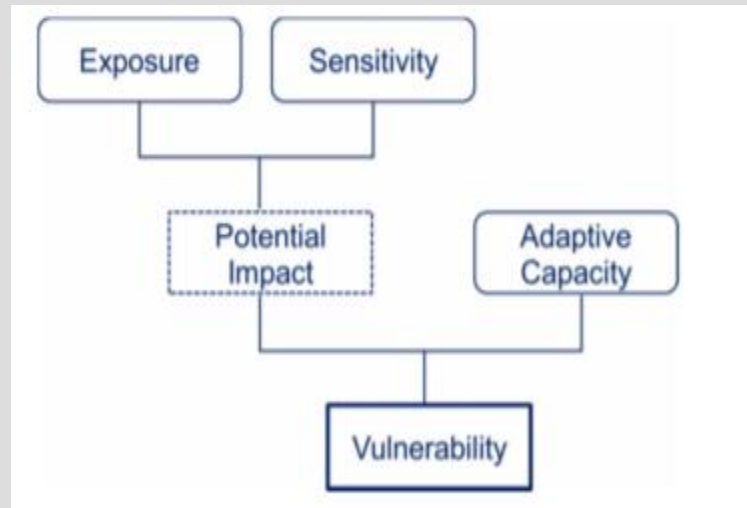 Exposure
Sensitivity
Potential
Impact
Adaptive
Capacity
Vulnerability